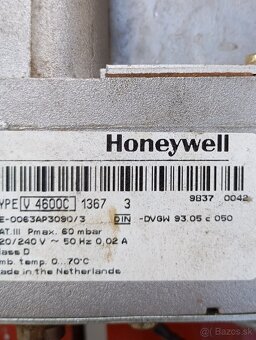 Honeywell
YPE V 4600C 1367 3
9837 0042
E-0063AP3090/3 DIN -DVGW 93.05 c 050
AT.III Pmax. 60 mbar
20/240 V ~ 50 Hz 0,02 A
lass D
mb. temp. 0...70°C
ade in the Netherlands
© bazos.sk